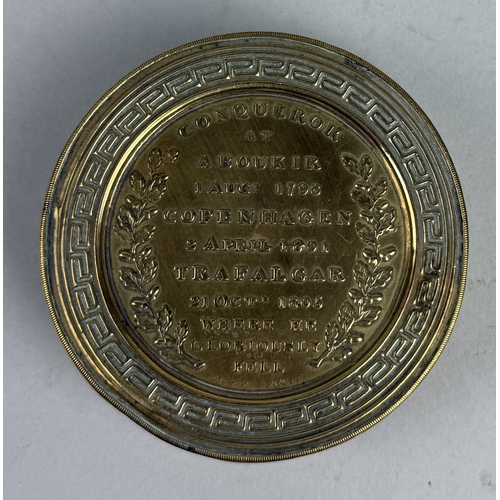 CONQUEROR
AT
ABOUKIR
1 AUG: 1798
COPENHAGEN
2 APRIL 1801
TRAFALGAR
21 OCTR. 1805
WHERE HE
GLORIOUSLY
FELL